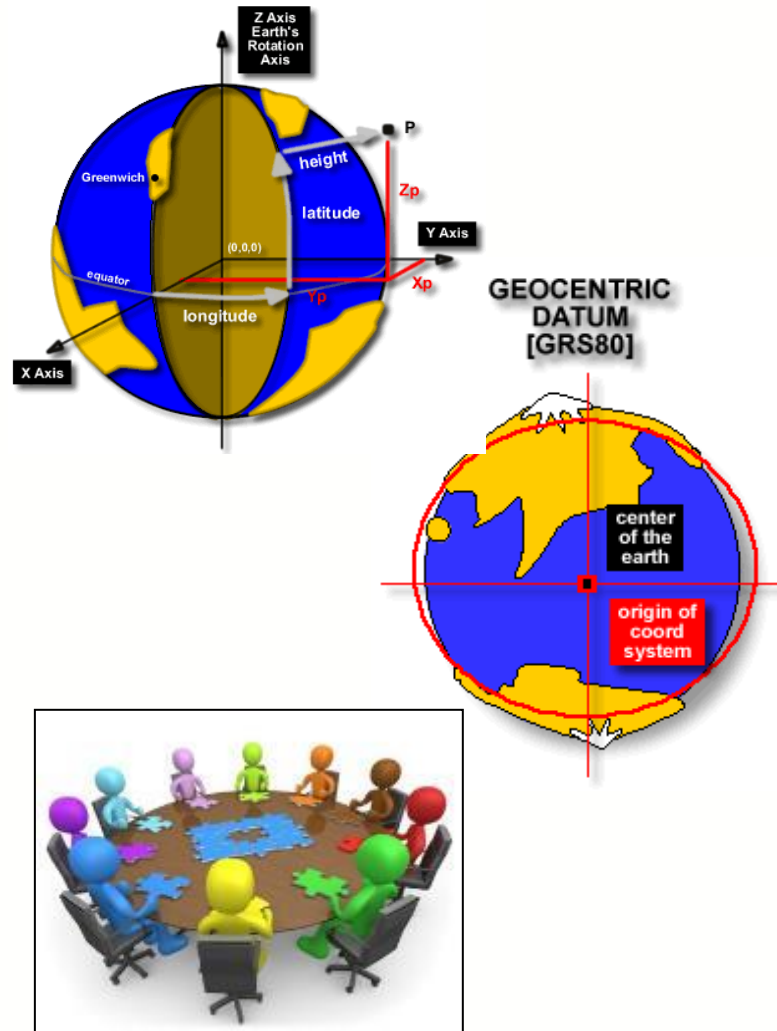 Z Axis
Earth's
Rotation
Axis
P
height
Greenwich
Zp
latitude
Y Axis
(0,0,0)
equator
Xp
Yp
longitude
X Axis
GEOCENTRIC
DATUM
[GRS80]
center
of the
earth
origin of
coord
system